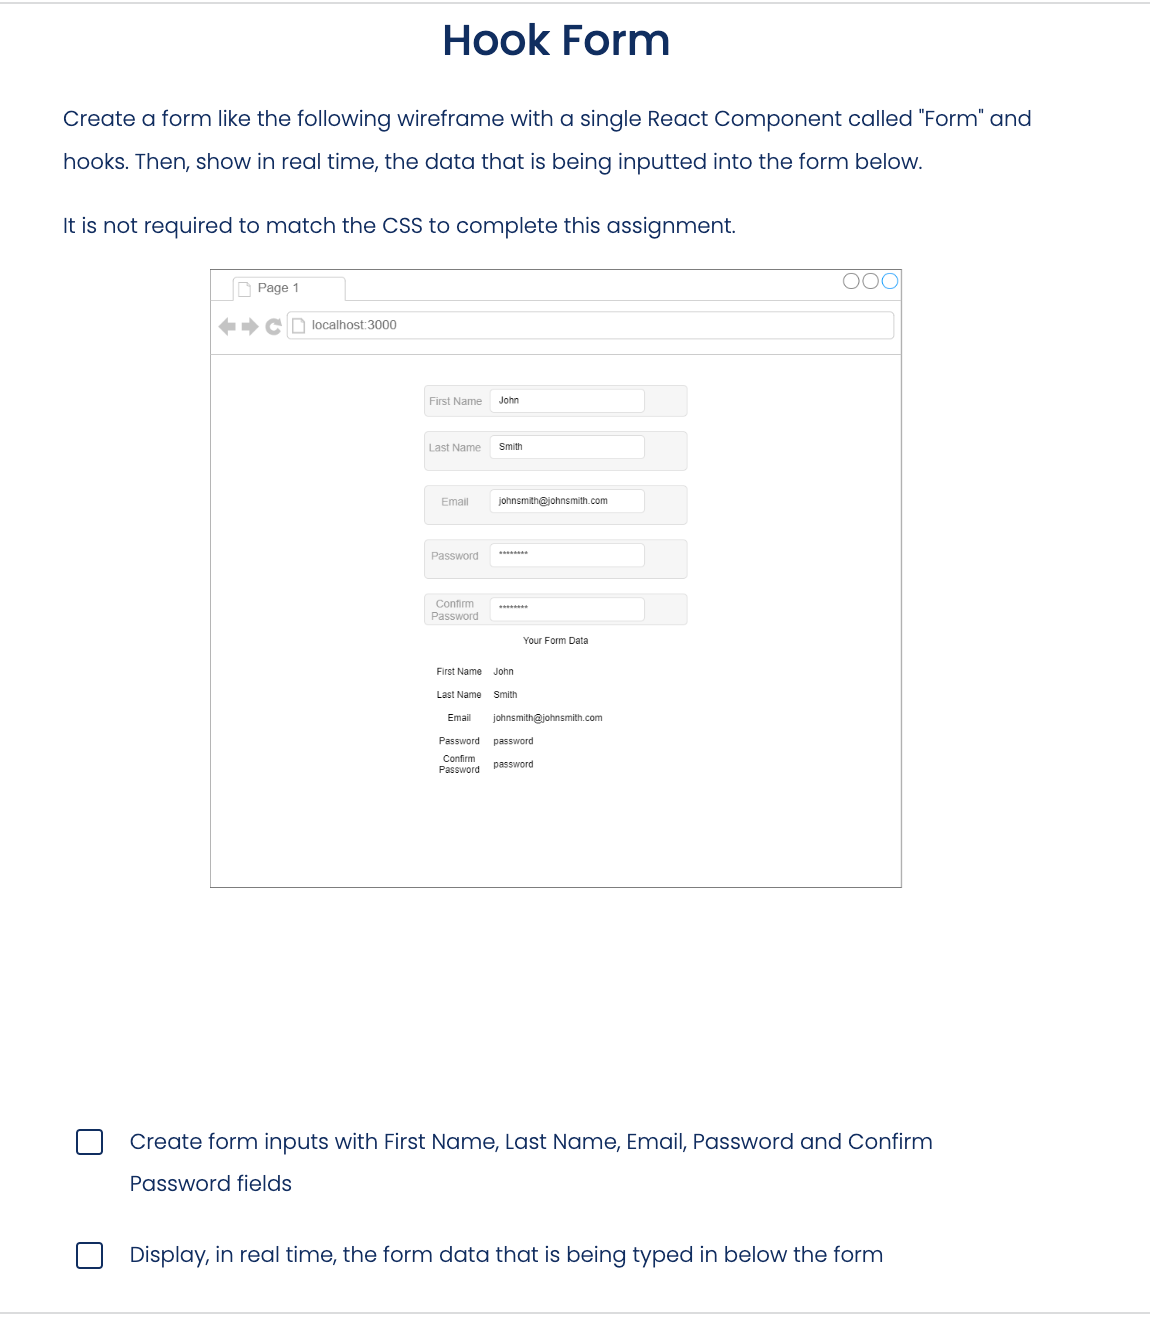 Hook Form
Create a form like the following wireframe with a single React Component called "Form" and
hooks. Then, show in real time, the data that is being inputted into the form below.
It is not required to match the CSS to complete this assignment.
Page 1
localhost:3000
First Name John
Last Name Smith
Email johnsmith@johnsmith.com
Password ********
Confirm
Password ********
Your Form Data
First Name John
Last Name Smith
Email johnsmith@johnsmith.com
Password password
Confirm
Password password
Create form inputs with First Name, Last Name, Email, Password and Confirm
Password fields
Display, in real time, the form data that is being typed in below the form